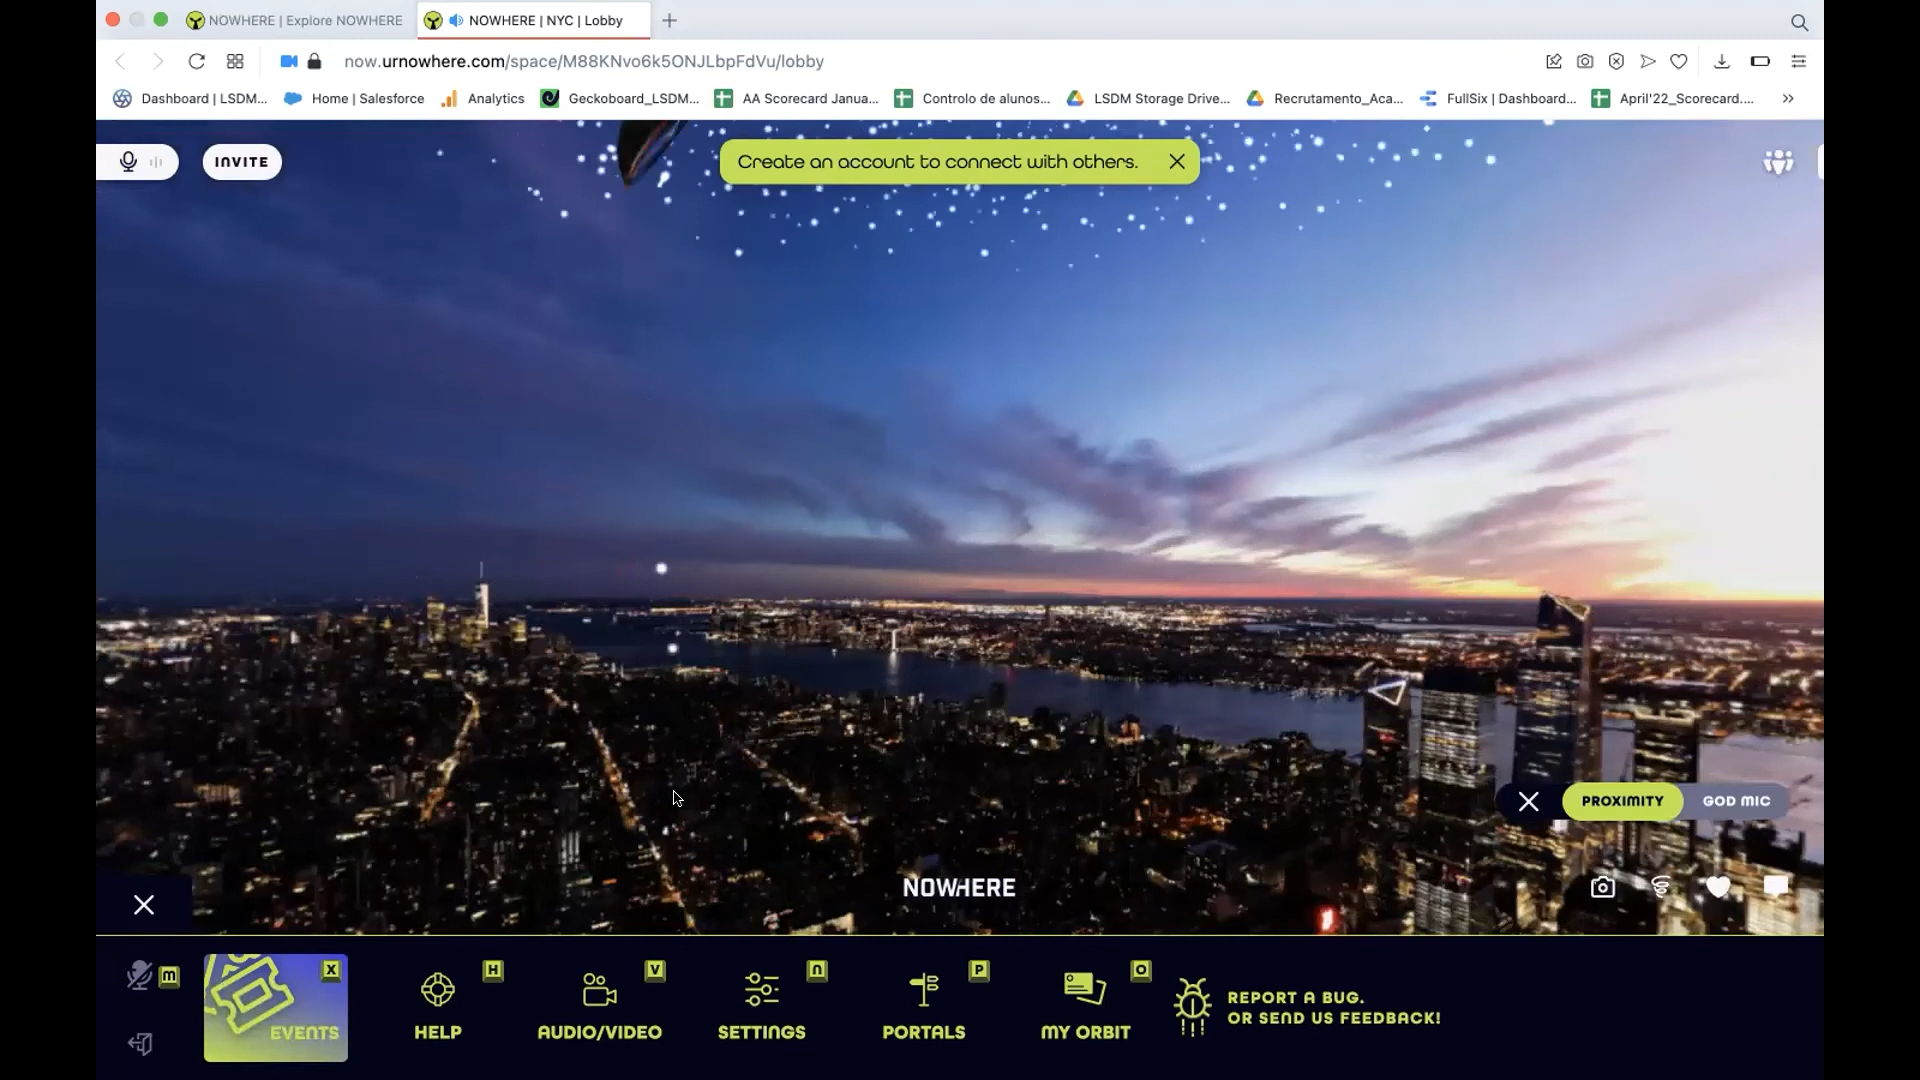 NOWHERE | Explore NOWHERE
NOWHERE | NYC | Lobby
now.urnowhere.com/space/M88KNvo6k5ONJLbpFdVu/lobby
Dashboard | LSDM...
Home | Salesforce
Analytics
Geckoboard_LSDM...
AA Scorecard Janua...
Controlo de alunos...
LSDM Storage Drive...
Recrutamento_Aca...
FullSix | Dashboard...
April'22_Scorecard....
INVITE
Create an account to connect with others.
PROXIMITY
GOD MIC
NOWHERE
m
X
EVENTS
H
HELP
V
AUDIO/VIDEO
N
SETTINGS
P
PORTALS
O
MY ORBIT
REPORT A BUG.
OR SEND US FEEDBACK!